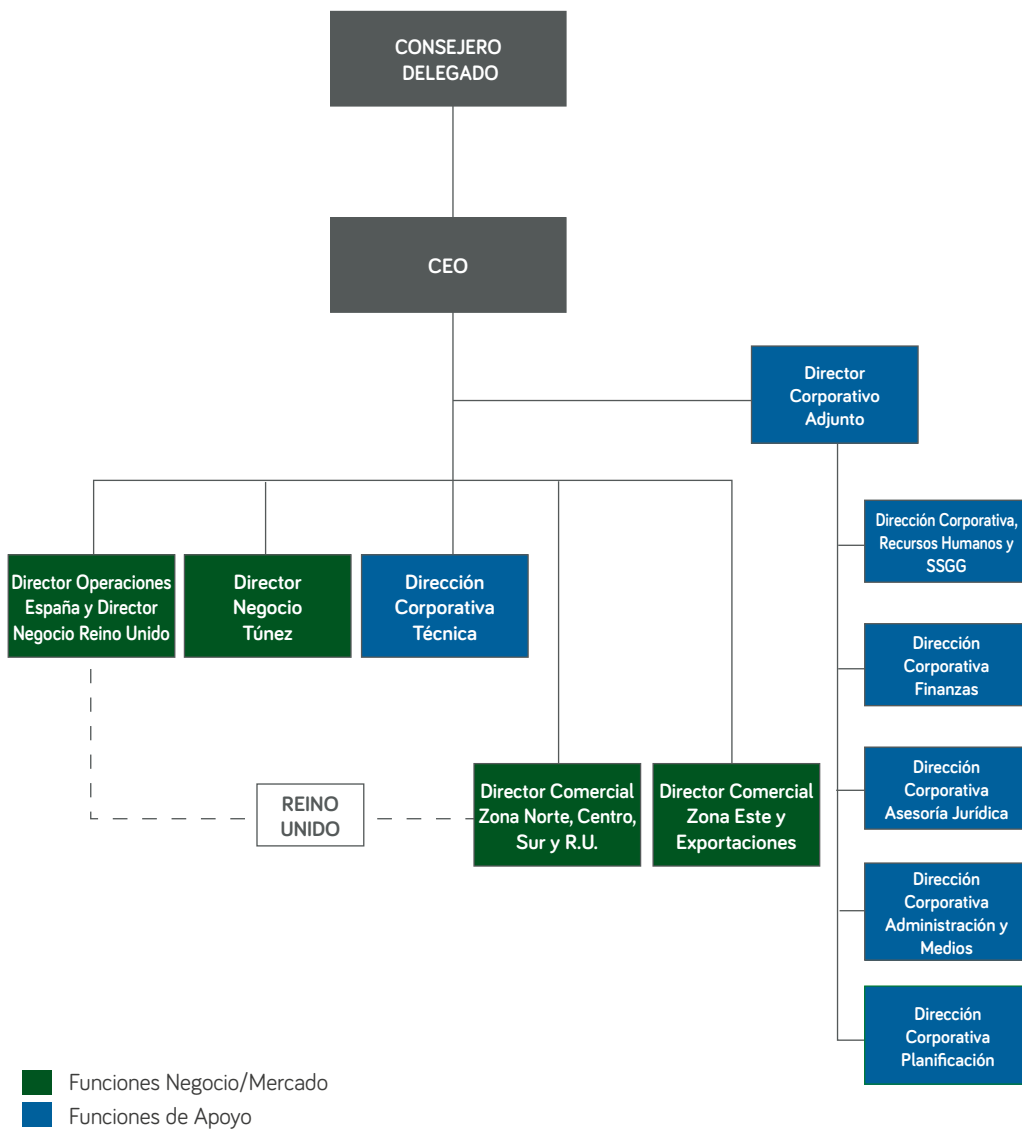 CONSEJERO
DELEGADO
CEO
Director
Corporativo
Adjunto
Dirección Corporativa,
Recursos Humanos y
SSGG
Director Operaciones
España y Director
Negocio Reino Unido
Director
Negocio
Túnez
Dirección
Corporativa
Técnica
Dirección
Corporativa
Finanzas
Dirección
Corporativa
Asesoría Jurídica
REINO
UNIDO
Director Comercial
Zona Norte, Centro,
Sur y R.U.
Director Comercial
Zona Este y
Exportaciones
Dirección
Corporativa
Administración y
Medios
Dirección
Corporativa
Planificación
Funciones Negocio/Mercado
Funciones de Apoyo